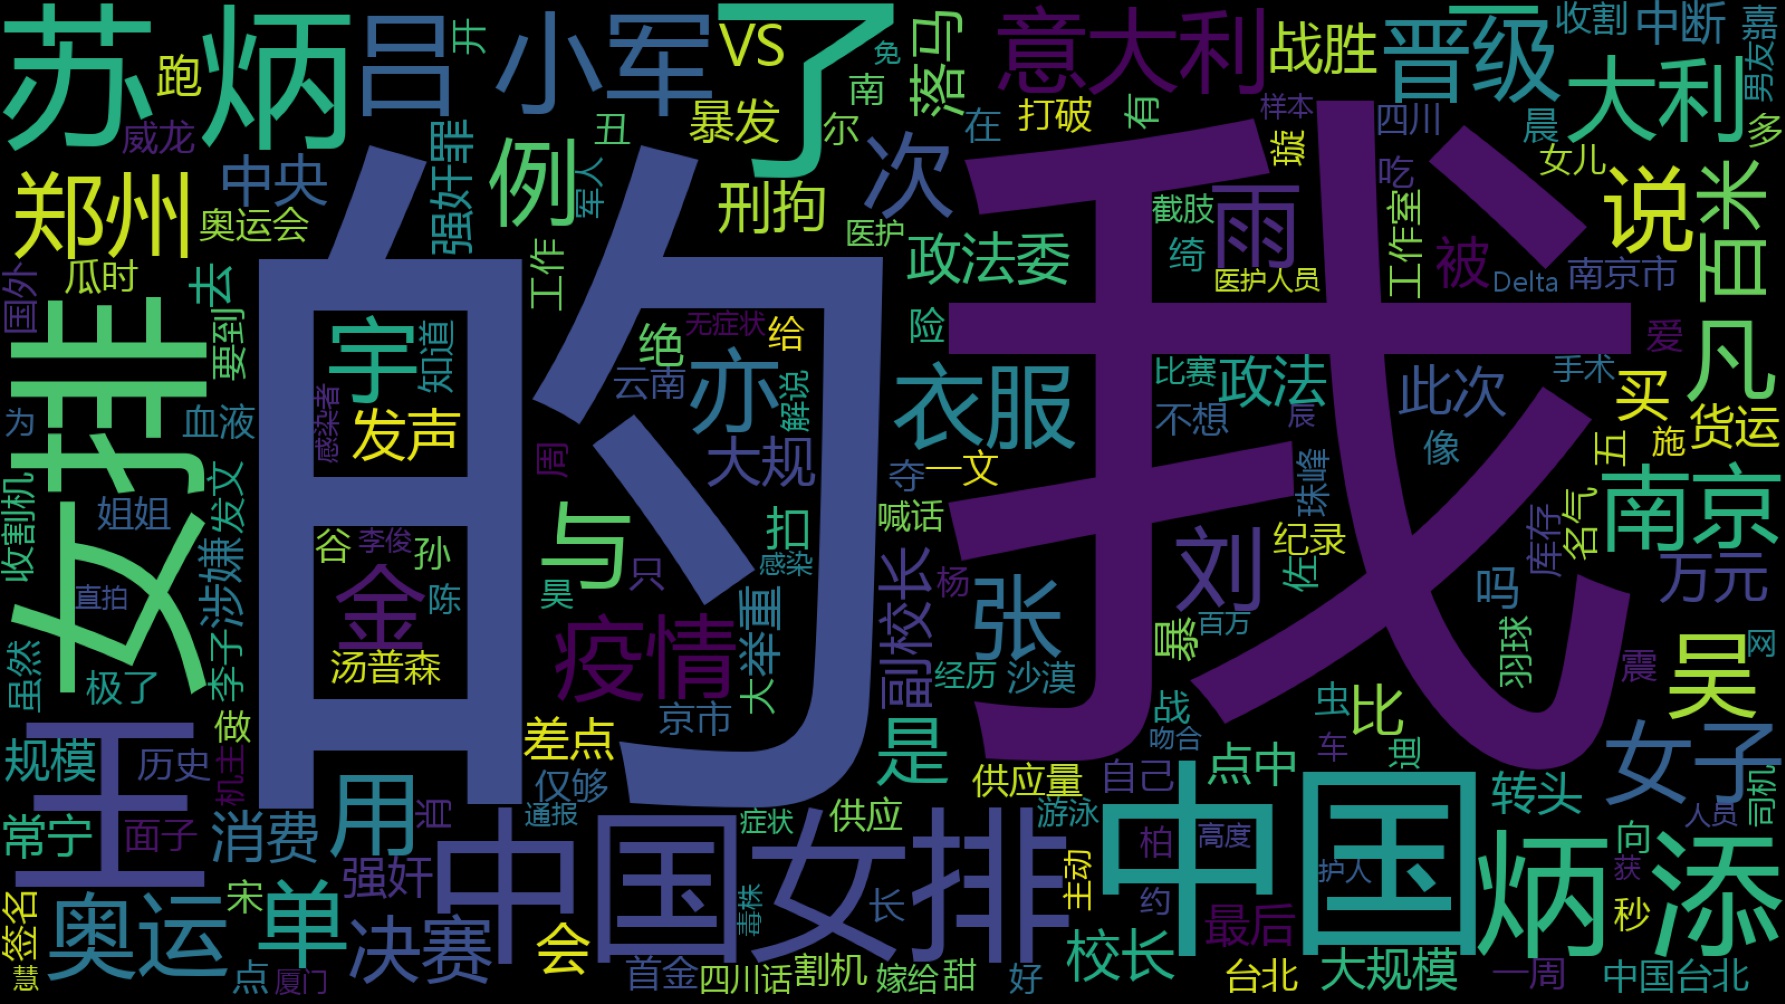 苏炳
跑
吕
开
小军
了
VS
免
落马
意大利
战胜
晋级
一
收割
中断
嘉
男友
威龙
中央
强奸罪
例
军人
丑
暴发
尔
南
在
打破
有
样本
璇
四川
晨
大利
多
郑州
奥运会
瓜时
去
工作
刑拘
医护
次
政法委
截肢
绮
雨
医护人员
工作室
吃
被
Delta
南京市
女儿
说
百米
国外
女排
要到
的
宇
知道
感染者
发声
绝
无症状
给
云南
亦
解说
大规
周
衣服
险
我
比赛
政法
不想
辰
此次
像
爱
手术
买
五
施
凡
货运
为
血液
收割机
姐姐
涉嫌
发文
直拍
谷
李俊
孙
金
陈
汤普森
与
昊
只
扣
感染
夺
一文
喊话
副校长
杨
张
刘
纪录
珠峰
左
百万
暴
吗
羽球
库存
名气
南京
万元
虽然
极了
李子
疫情
大
举重
京市
经历
沙漠
吴
网
王
规模
做
历史
机主
差点
仅够
是
供应量
战
吻合
虫
比
车
迪
自己
点中
女子
司机
人员
常宁
面子
消费
用
肖
强奸
通报
症状
供应
中国女排
游泳
主动
柏
高度
中国
护人
转头
炳添
向
获
秒
签名
慧
奥运
宋
点
单
厦门
决赛
会
首金
毒株
四川话
割机
长
嫁给
甜
好
校长
约
最后
台北
大规模
一周
中国台北
震